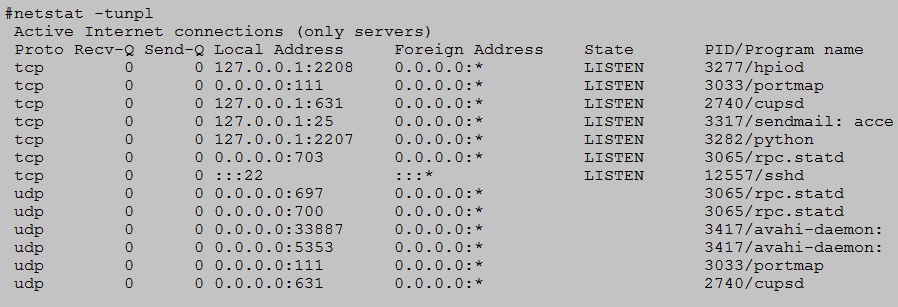 #netstat -tunpl
Active Internet connections (only servers)
Proto Recv-Q Send-Q Local Address Foreign Address State PID/Program name
tcp 0 0 127.0.0.1:2208 0.0.0.0:* LISTEN 3277/hpiod
tcp 0 0 0.0.0.0:111 0.0.0.0:* LISTEN 3033/portmap
tcp 0 0 127.0.0.1:631 0.0.0.0:* LISTEN 2740/cupsd
tcp 0 0 127.0.0.1:25 0.0.0.0:* LISTEN 3317/sendmail: acce
tcp 0 0 127.0.0.1:2207 0.0.0.0:* LISTEN 3282/python
tcp 0 0 0.0.0.0:703 0.0.0.0:* LISTEN 3065/rpc.statd
tcp 0 0 :::22 :::* LISTEN 12557/sshd
udp 0 0 0.0.0.0:697 0.0.0.0:* 3065/rpc.statd
udp 0 0 0.0.0.0:700 0.0.0.0:* 3065/rpc.statd
udp 0 0 0.0.0.0:33887 0.0.0.0:* 3417/avahi-daemon:
udp 0 0 0.0.0.0:5353 0.0.0.0:* 3417/avahi-daemon:
udp 0 0 0.0.0.0:111 0.0.0.0:* 3033/portmap
udp 0 0 0.0.0.0:631 0.0.0.0:* 2740/cupsd